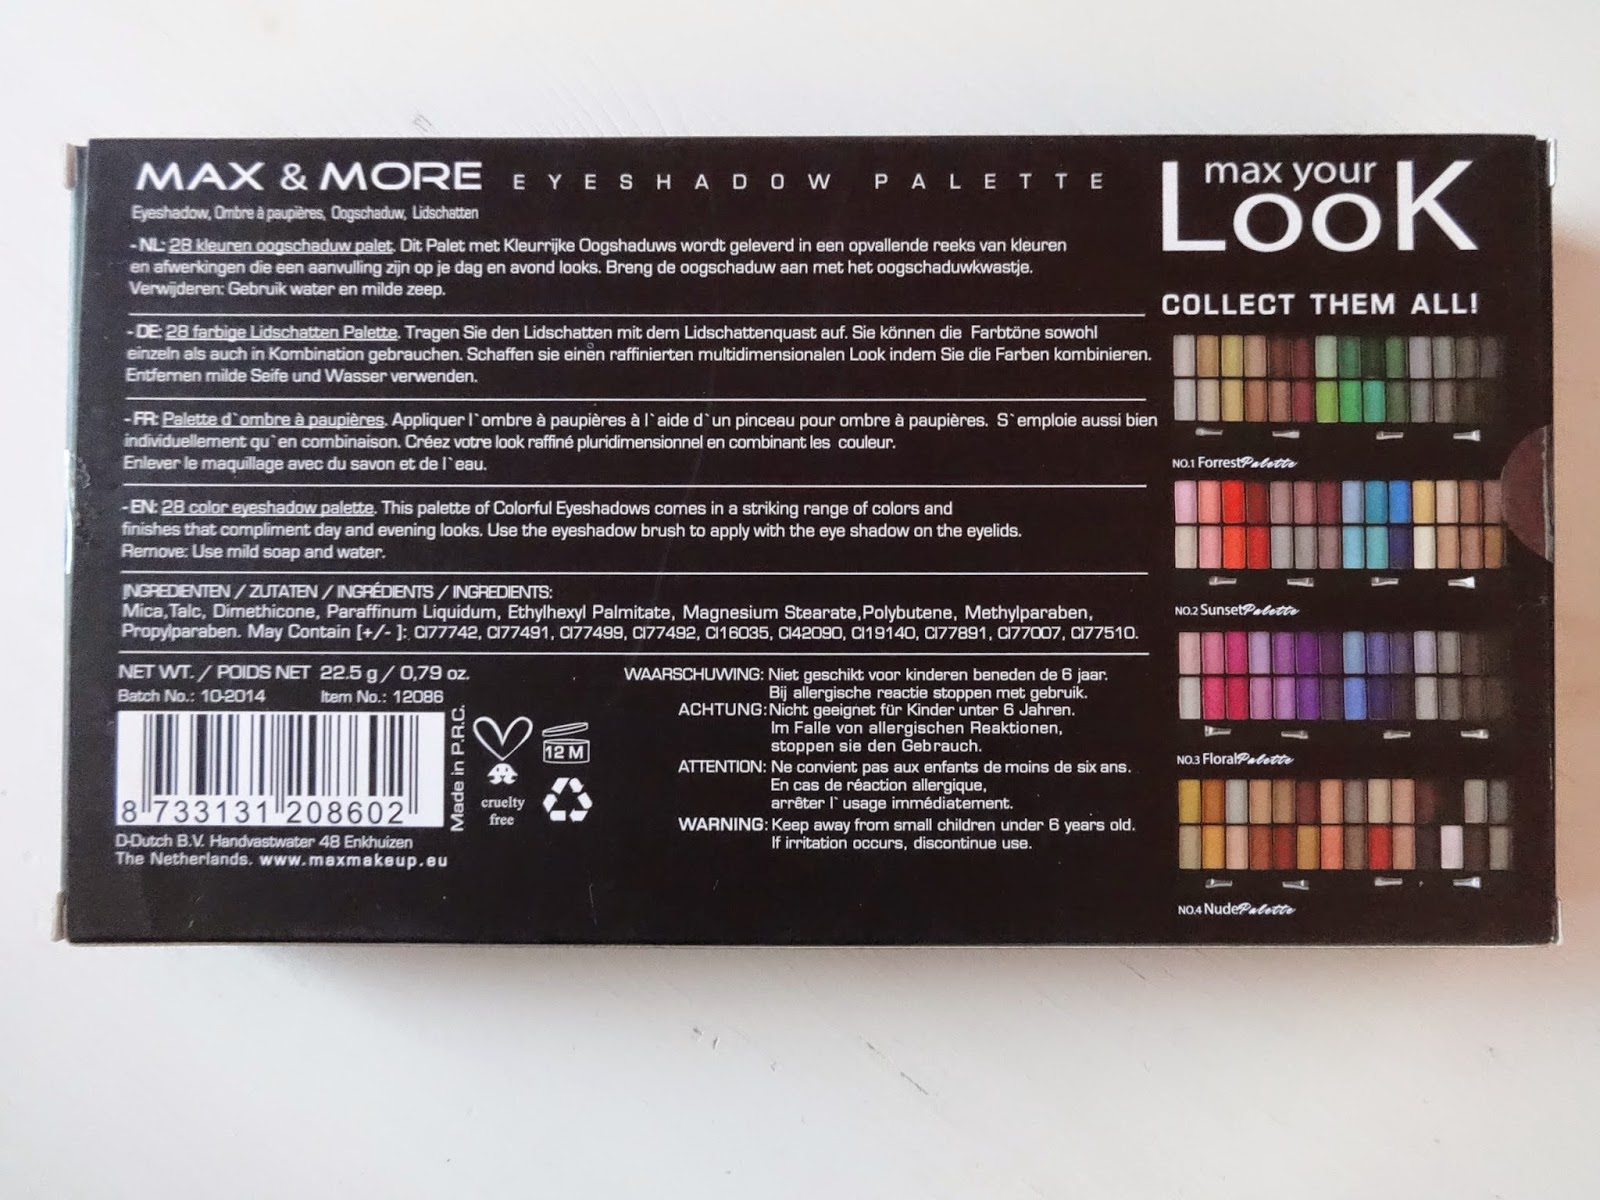 MAX & MORE EYESHADOW PALETTE
Eyeshadow, Ombre à paupières, Oogschaduw, Lidschatten
- NL: 28 kleuren oogschaduw palet. Dit Palet met Kleurrijke Oogshaduws wordt geleverd in een opvallende reeks van kleuren
en afwerkingen die een aanvulling zijn op je dag en avond looks. Breng de oogschaduw aan met het oogschaduwkwastje.
Verwijderen: Gebruik water en milde zeep.
- DE: 28 farbige Lidschatten Palette. Tragen Sie den Lidschatten mit dem Lidschattenquast auf. Sie können die Farbtöne sowohl
einzeln als auch in Kombination gebrauchen. Schaffen sie einen raffinierten multidimensionalen Look indem Sie die Farben kombinieren.
Entfernen milde Seife und Wasser verwenden.
- FR: Palette d`ombre à paupières. Appliquer l`ombre à paupières à l`aide d`un pinceau pour ombre à paupières. S`emploie aussi bien
individuellement qu`en combinaison. Créez votre look raffiné pluridimensionnel en combinant les couleur.
Enlever le maquillage avec du savon et de l`eau.
- EN: 28 color eyeshadow palette. This palette of Colorful Eyeshadows comes in a striking range of colors and
finishes that compliment day and evening looks. Use the eyeshadow brush to apply with the eye shadow on the eyelids.
Remove: Use mild soap and water.
INGREDIENTEN / ZUTATEN / INGRÉDIENTS / INGREDIENTS:
Mica,Talc, Dimethicone, Paraffinum Liquidum, Ethylhexyl Palmitate, Magnesium Stearate,Polybutene, Methylparaben,
Propylparaben. May Contain [+/- ]: CI77742, CI77491, CI77499, CI77492, CI16035, CI42090, CI19140, CI77891, CI77007, CI77510.
NET WT. / POIDS NET 22.5 g / 0,79 oz.
Batch No.: 10-2014 Item No.: 12086
8 733131 208602
Made in P.R.C.
cruelty
free
12 M
D-Dutch B.V. Handvastwater 48 Enkhuizen
The Netherlands. www.maxmakeup.eu
WAARSCHUWING: Niet geschikt voor kinderen beneden de 6 jaar.
Bij allergische reactie stoppen met gebruik.
ACHTUNG: Nicht geeignet für Kinder unter 6 Jahren.
Im Falle von allergischen Reaktionen,
stoppen sie den Gebrauch.
ATTENTION: Ne convient pas aux enfants de moins de six ans.
En cas de réaction allergique,
arrêter l` usage immédiatement.
WARNING: Keep away from small children under 6 years old.
If irritation occurs, discontinue use.
max your
LooK
COLLECT THEM ALL!
NO.1 ForrestPalette
NO.2 SunsetPalette
NO.3 FloralPalette
NO.4 NudePalette